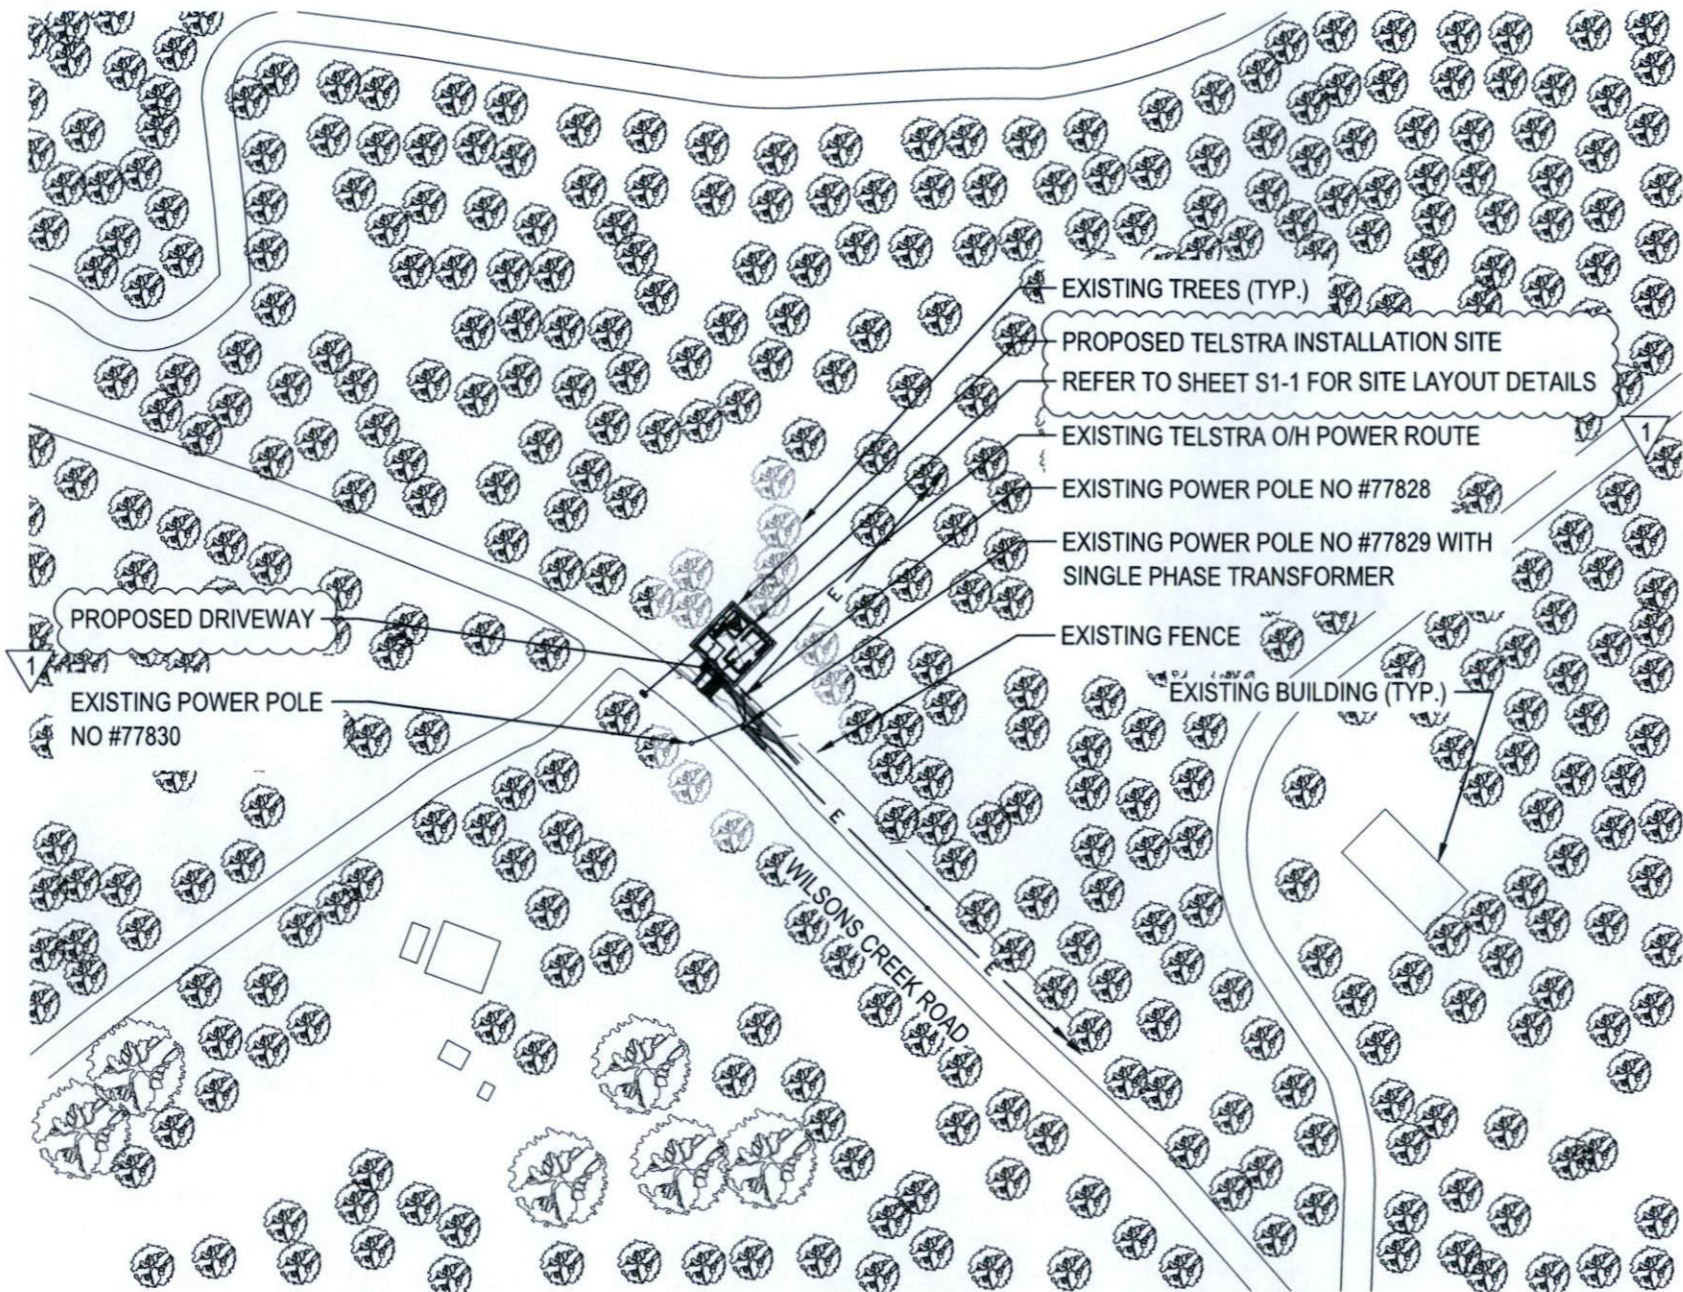 EXISTING TREES (TYP.)
PROPOSED TELSTRA INSTALLATION SITE
REFER TO SHEET S1-1 FOR SITE LAYOUT DETAILS
1
EXISTING TELSTRA O/H POWER ROUTE
EXISTING POWER POLE NO #77828
EXISTING POWER POLE NO #77829 WITH
SINGLE PHASE TRANSFORMER
E
PROPOSED DRIVEWAY
EXISTING FENCE
1
EXISTING BUILDING (TYP.)
EXISTING POWER POLE
NO #77830
E
WILSONS CREEK ROAD
E